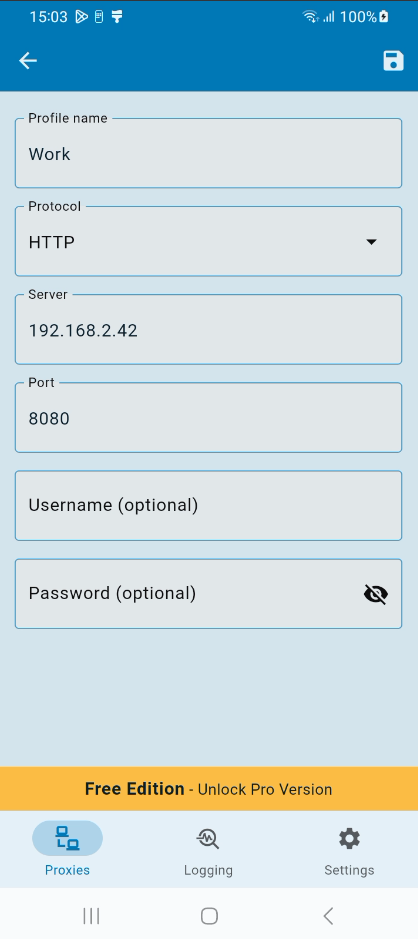 15:03 100%
Profile name
Work
Protocol
HTTP
Server
192.168.2.42
Port
8080
Username (optional)
Password (optional)
Free Edition - Unlock Pro Version
Proxies Logging Settings